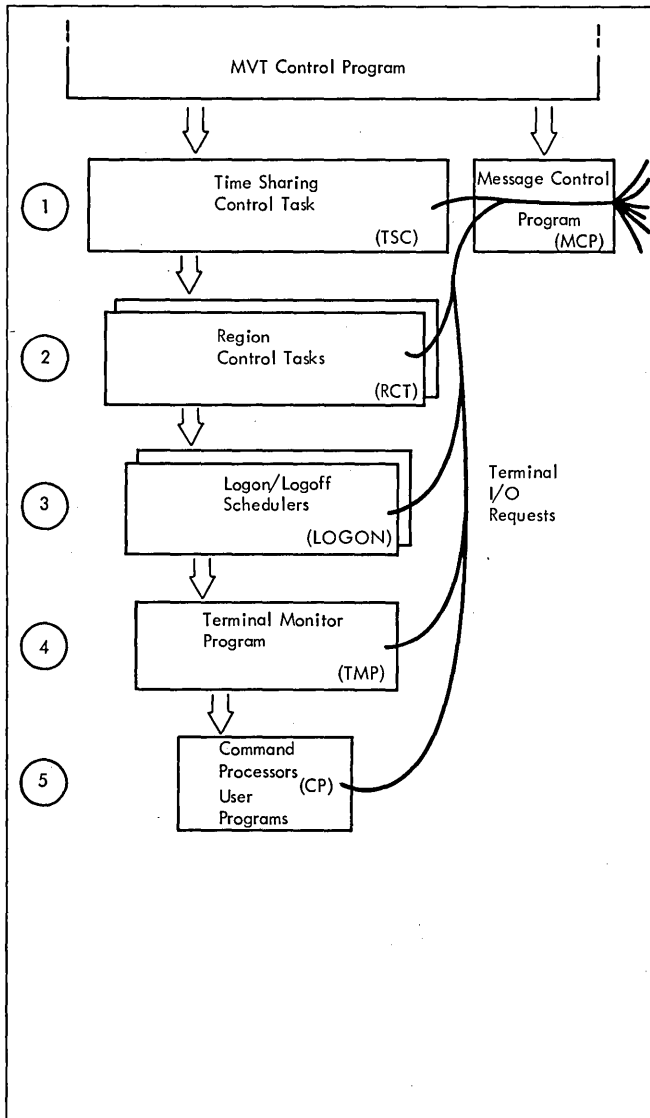 MVT Control Program
1
Time Sharing
Control Task
(TSC)
Message Control
Program
(MCP)
2
Region
Control Tasks
(RCT)
3
Logon/Logoff
Schedulers
(LOGON)
Terminal
I/O
Requests
4
Terminal Monitor
Program
(TMP)
5
Command
Processors
(CP)
User
Programs